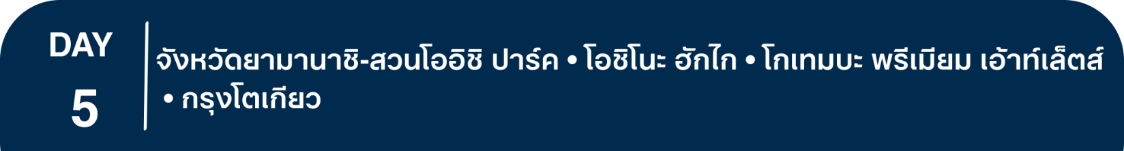 DAY
5
จังหวัดยามานาชิ-สวนโออิชิ ปาร์ค • โอชิโนะ ฮักไก • โกเทมบะ พรีเมียม เอ้าท์เล็ตส์
• กรุงโตเกียว